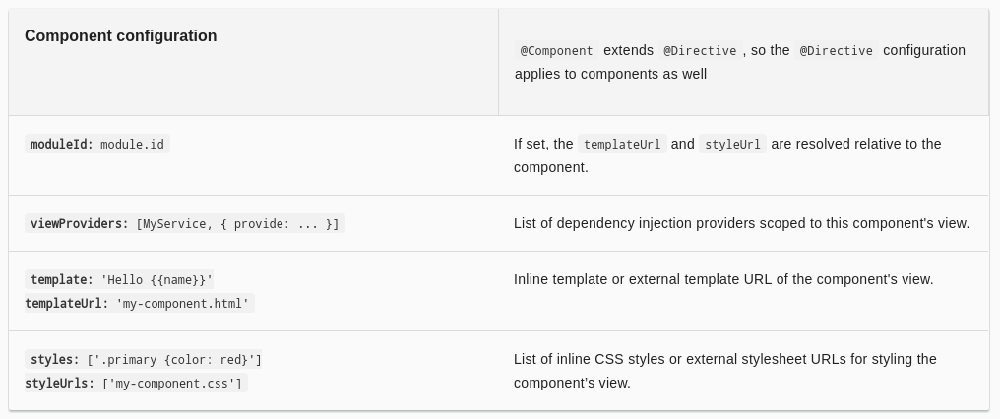 Component configuration
@Component extends @Directive , so the @Directive configuration
applies to components as well
moduleId: module.id
If set, the templateUrl and styleUrl are resolved relative to the
component.
viewProviders: [MyService, { provide: ... }]
List of dependency injection providers scoped to this component's view.
template: 'Hello {{name}}'
templateUrl: 'my-component.html'
Inline template or external template URL of the component's view.
styles: ['.primary {color: red}']
styleUrls: ['my-component.css']
List of inline CSS styles or external stylesheet URLs for styling the
component's view.